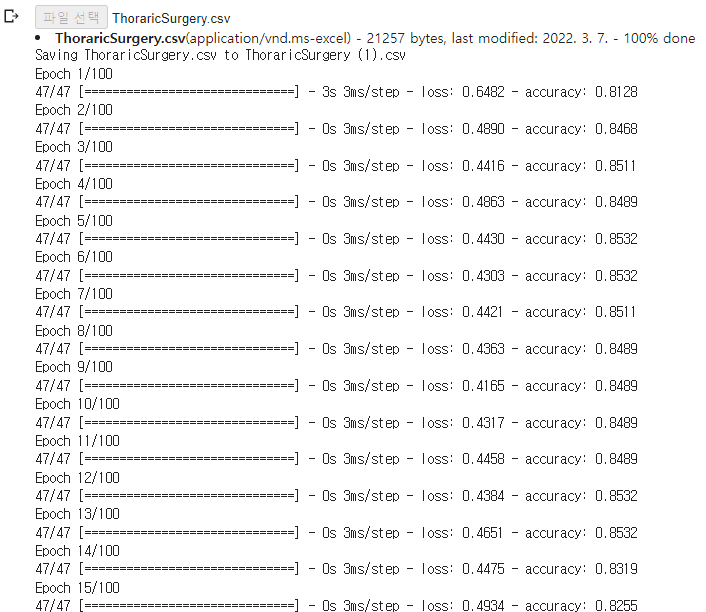 파일 선택 ThoraricSurgery.csv
• ThoraricSurgery.csv(application/vnd.ms-excel) - 21257 bytes, last modified: 2022. 3. 7. - 100% done
Saving ThoraricSurgery.csv to ThoraricSurgery (1).csv
Epoch 1/100
47/47 [==============================] - 3s 3ms/step - loss: 0.6482 - accuracy: 0.8128
Epoch 2/100
47/47 [==============================] - 0s 3ms/step - loss: 0.4890 - accuracy: 0.8468
Epoch 3/100
47/47 [==============================] - 0s 3ms/step - loss: 0.4416 - accuracy: 0.8511
Epoch 4/100
47/47 [==============================] - 0s 3ms/step - loss: 0.4863 - accuracy: 0.8489
Epoch 5/100
47/47 [==============================] - 0s 3ms/step - loss: 0.4430 - accuracy: 0.8532
Epoch 6/100
47/47 [==============================] - 0s 3ms/step - loss: 0.4303 - accuracy: 0.8532
Epoch 7/100
47/47 [==============================] - 0s 3ms/step - loss: 0.4421 - accuracy: 0.8511
Epoch 8/100
47/47 [==============================] - 0s 3ms/step - loss: 0.4363 - accuracy: 0.8489
Epoch 9/100
47/47 [==============================] - 0s 3ms/step - loss: 0.4165 - accuracy: 0.8489
Epoch 10/100
47/47 [==============================] - 0s 3ms/step - loss: 0.4317 - accuracy: 0.8489
Epoch 11/100
47/47 [==============================] - 0s 3ms/step - loss: 0.4458 - accuracy: 0.8489
Epoch 12/100
47/47 [==============================] - 0s 3ms/step - loss: 0.4384 - accuracy: 0.8532
Epoch 13/100
47/47 [==============================] - 0s 3ms/step - loss: 0.4651 - accuracy: 0.8532
Epoch 14/100
47/47 [==============================] - 0s 3ms/step - loss: 0.4475 - accuracy: 0.8319
Epoch 15/100
47/47 [==============================] - 0s 3ms/step - loss: 0.4934 - accuracy: 0.8255